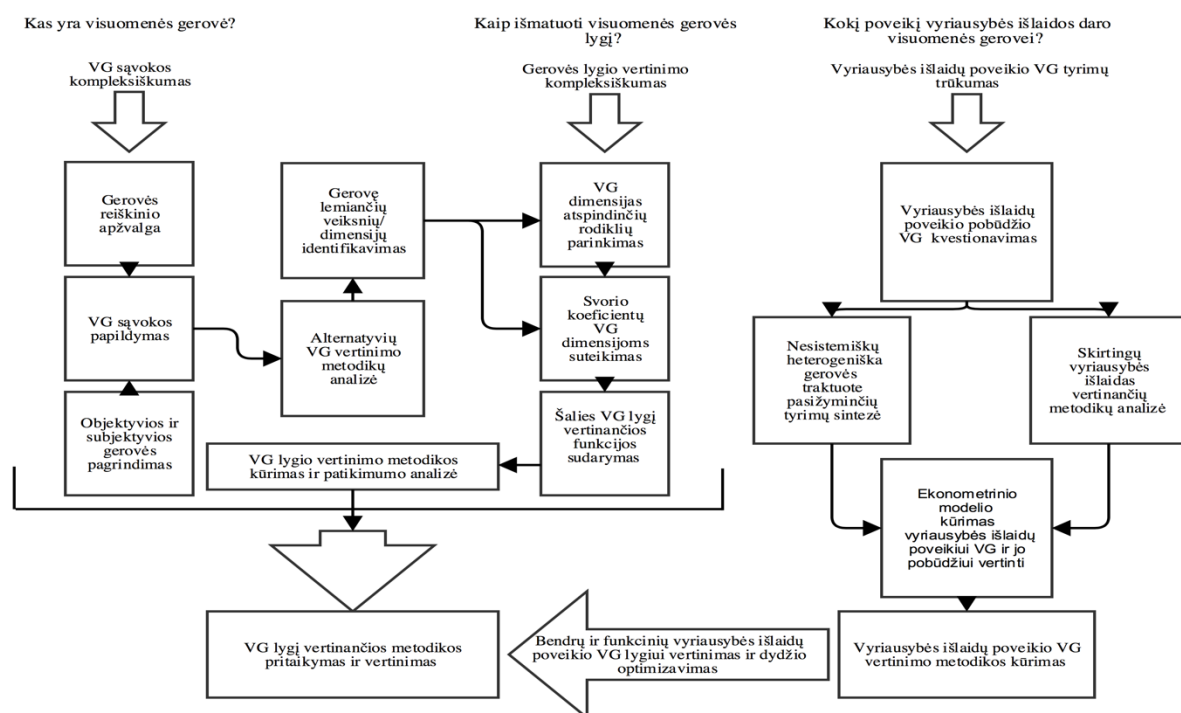 Kas yra visuomenės gerovė?
VG sąvokos
kompleksiškumas
Kaip išmatuoti visuomenės gerovės
lygį?
Gerovės lygio vertinimo
kompleksiškumas
Kokį poveikį vyriausybės išlaidos daro
visuomenės gerovei?
Vyriausybės išlaidų poveikio VG tyrimų
trūkumas
Gerovės
reiškinio
apžvalga
VG sąvokos
papildymas
Objektyvios ir
subjektyvios
gerovės
pagrindimas
Gerovę
lemiančių
veiksnių/
dimensijų
identifikavimas
Alternatyvių
VG vertinimo
metodikų
analizė
VG
dimensijas
atspindinčių
rodiklių
parinkimas
Svorio
koeficientų
VG
dimensijoms
suteikimas
Šalies VG lygį
vertinančios
funkcijos
sudarymas
VG lygio vertinimo metodikos
kūrimas ir patikimumo analizė
Vyriausybės išlaidų
poveikio pobūdžio
VG kvestionavimas
Nesistemiškų
heterogeniška
gerovės
traktuote
pasižyminčių
tyrimų sintezė
Skirtingų
vyriausybės
išlaidas
vertinančių
metodikų analizė
Ekonometrinio
modelio
kūrimas
vyriausybės išlaidų
poveikiui VG ir jo
pobūdžiui vertinti
VG lygį vertinančios metodikos
pritaikymas ir vertinimas
Bendrų ir funkcinių vyriausybės išlaidų
poveikio VG lygiui vertinimas ir dydžio
optimizavimas
Vyriausybės išlaidų poveikio VG
vertinimo metodikos kūrimas